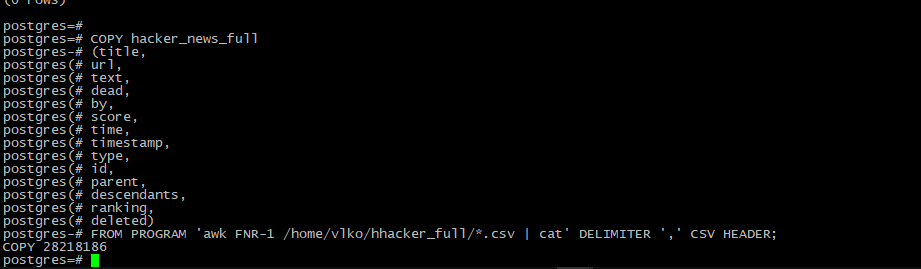 (0 rows)
postgres=#
postgres=# COPY hacker_news_full
postgres-# (title,
postgres(# url,
postgres(# text,
postgres(# dead,
postgres(# by,
postgres(# score,
postgres(# time,
postgres(# timestamp,
postgres(# type,
postgres(# id,
postgres(# parent,
postgres(# descendants,
postgres(# ranking,
postgres(# deleted)
postgres-# FROM PROGRAM 'awk FNR-1 /home/vlko/hhacker_full/*.csv | cat' DELIMITER ',' CSV HEADER;
COPY 28218186
postgres=#